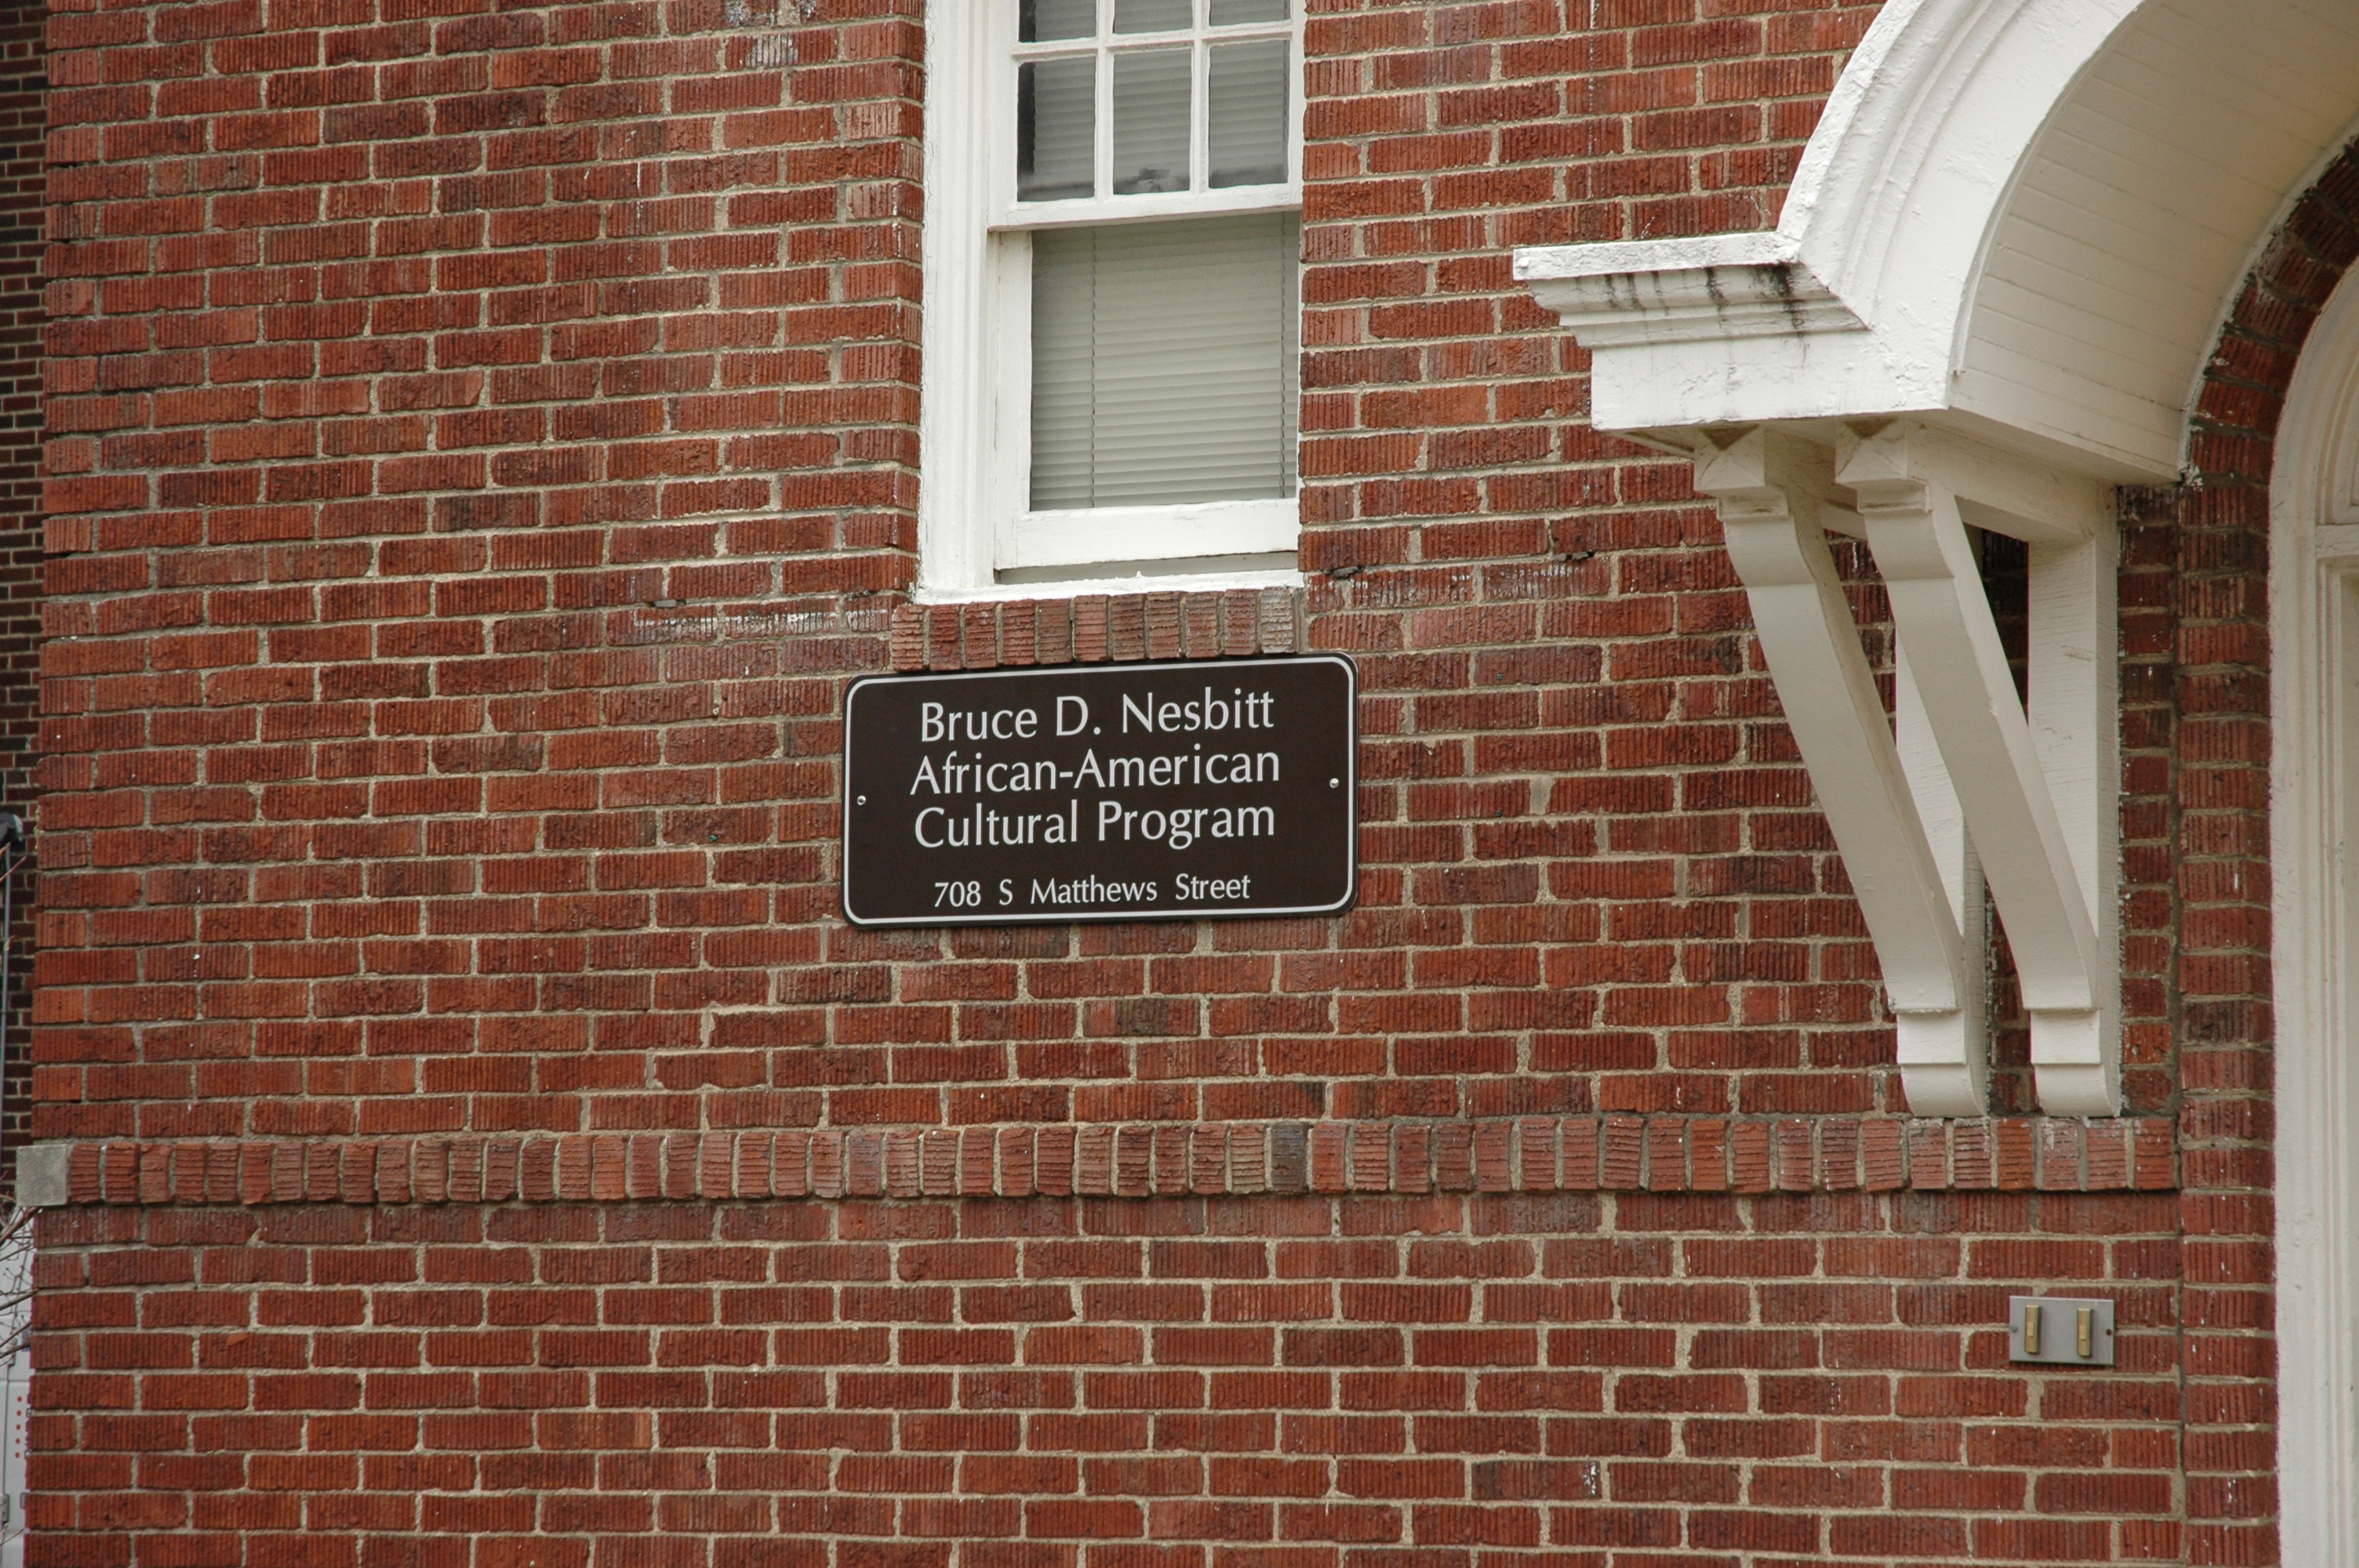 Bruce D. Nesbitt
African-American
Cultural Program
708 S Matthews Street